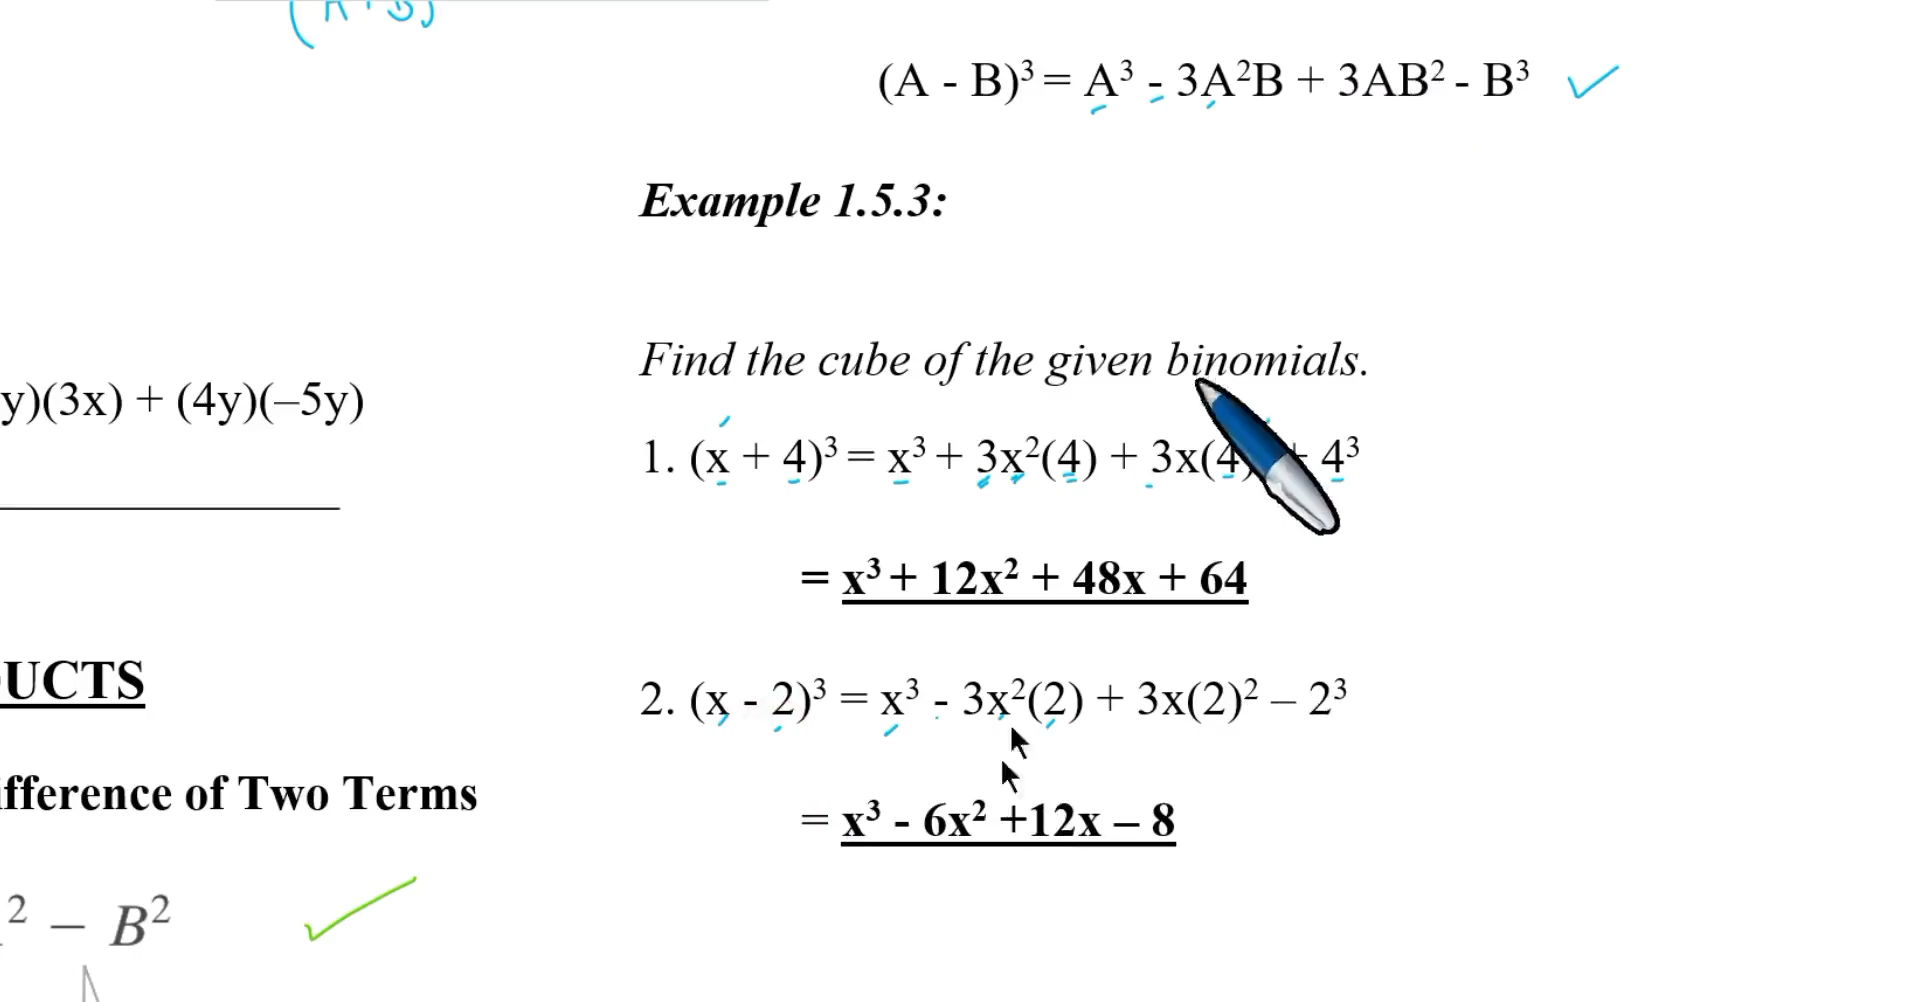 (A + B)
(A - B)³ = A³ - 3A²B + 3AB² - B³
Example 1.5.3:
Find the cube of the given binomials.
y)(3x) + (4y)(–5y)
1. (x + 4)³ = x³ + 3x²(4) + 3x(4) + 4³
= x³ + 12x² + 48x + 64
UCTS
2. (x - 2)³ = x³ - 3x²(2) + 3x(2)² – 2³
ifference of Two Terms
= x³ - 6x² +12x – 8
² – B²